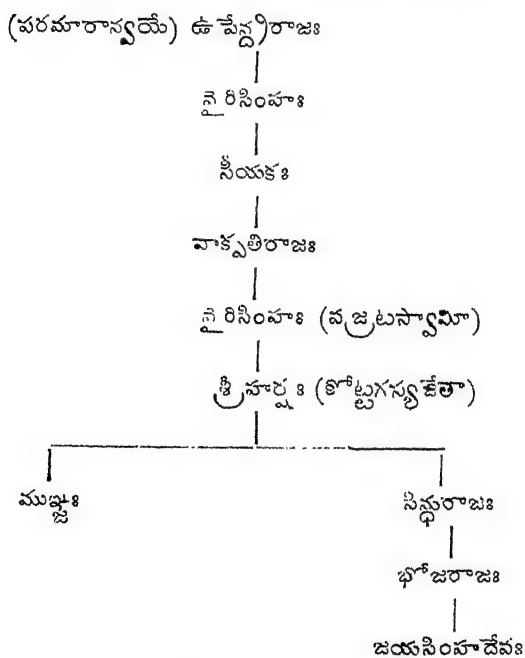 (పరమారాన్వయే) ఉపేన్ద్రరాజః
వైరిసింహః
సీయకః
వాక్పతిరాజః
వైరిసింహః (వజ్రటస్వామీ)
శ్రీహర్షః (కోట్టగస్యజేతా)
ముఞ్జః
సిన్ధురాజః
భోజరాజః
జయసింహదేవః